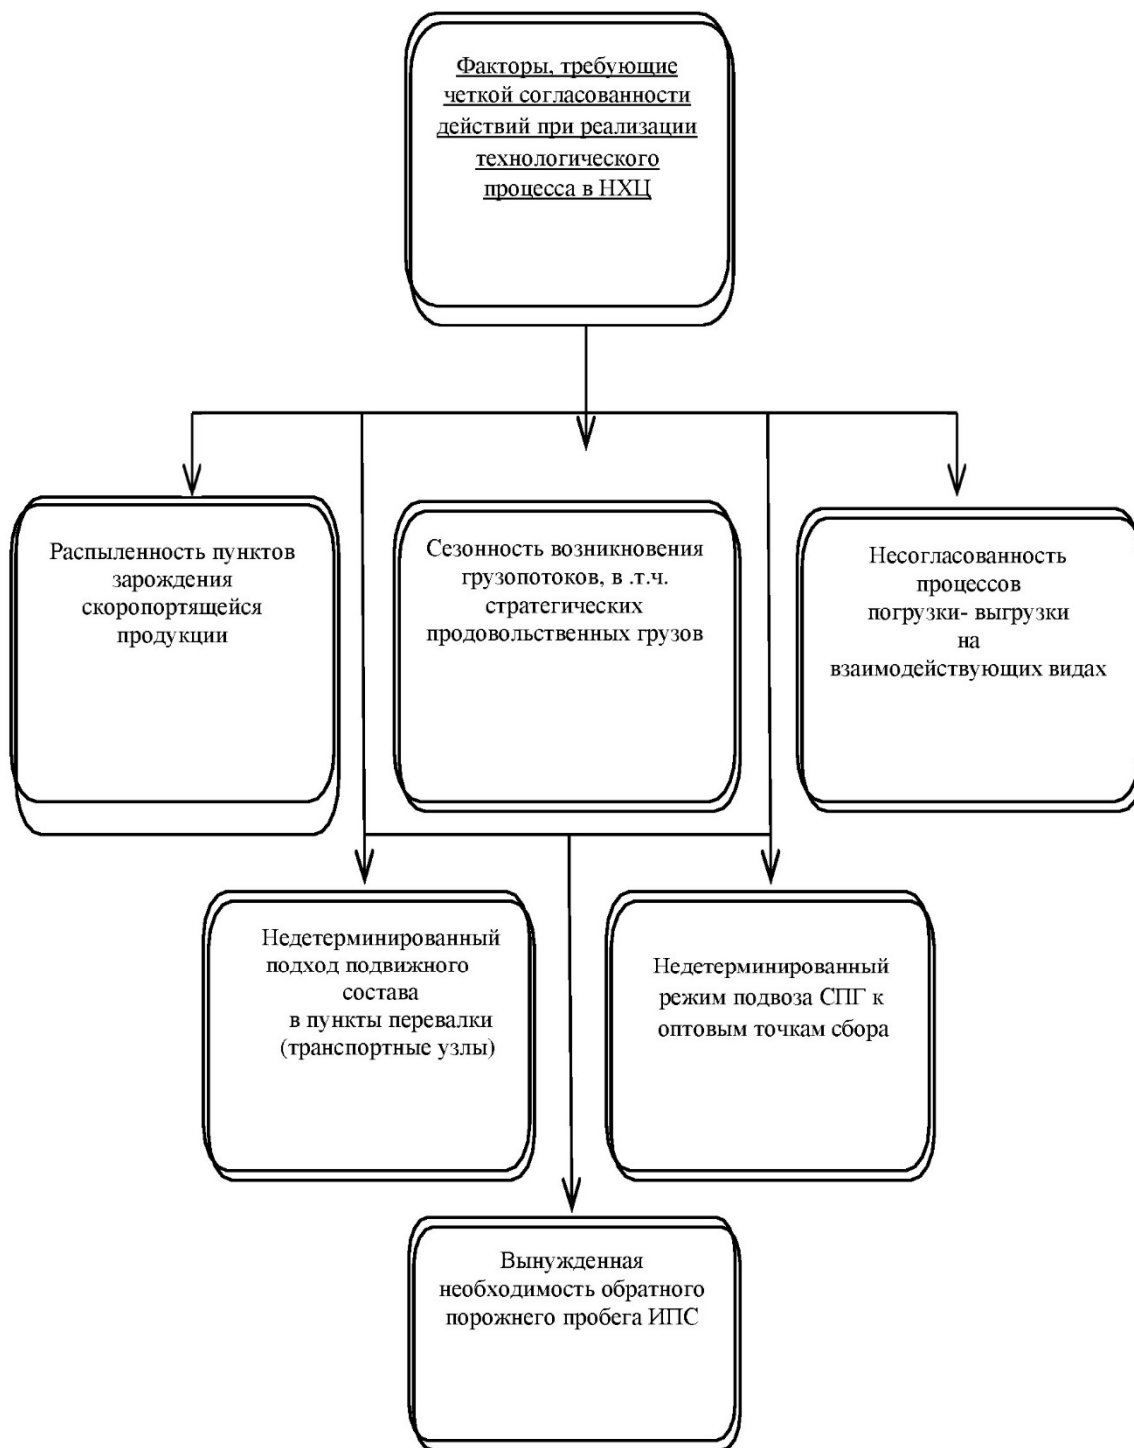 Факторы, требующие
четкой согласованности
действий при реализации
технологического
процесса в НХЦ
Распыленность пунктов
зарождения
скоропортящейся
продукции
Сезонность возникновения
грузопотоков, в .т.ч.
стратегических
продовольственных грузов
Несогласованность
процессов
погрузки- выгрузки
на
взаимодействующих видах
Недетерминированный
подход подвижного
состава
в пункты перевалки
(транспортные узлы)
Недетерминированный
режим подвоза СПГ к
оптовым точкам сбора
Вынужденная
необходимость обратного
порожнего пробега ИПС